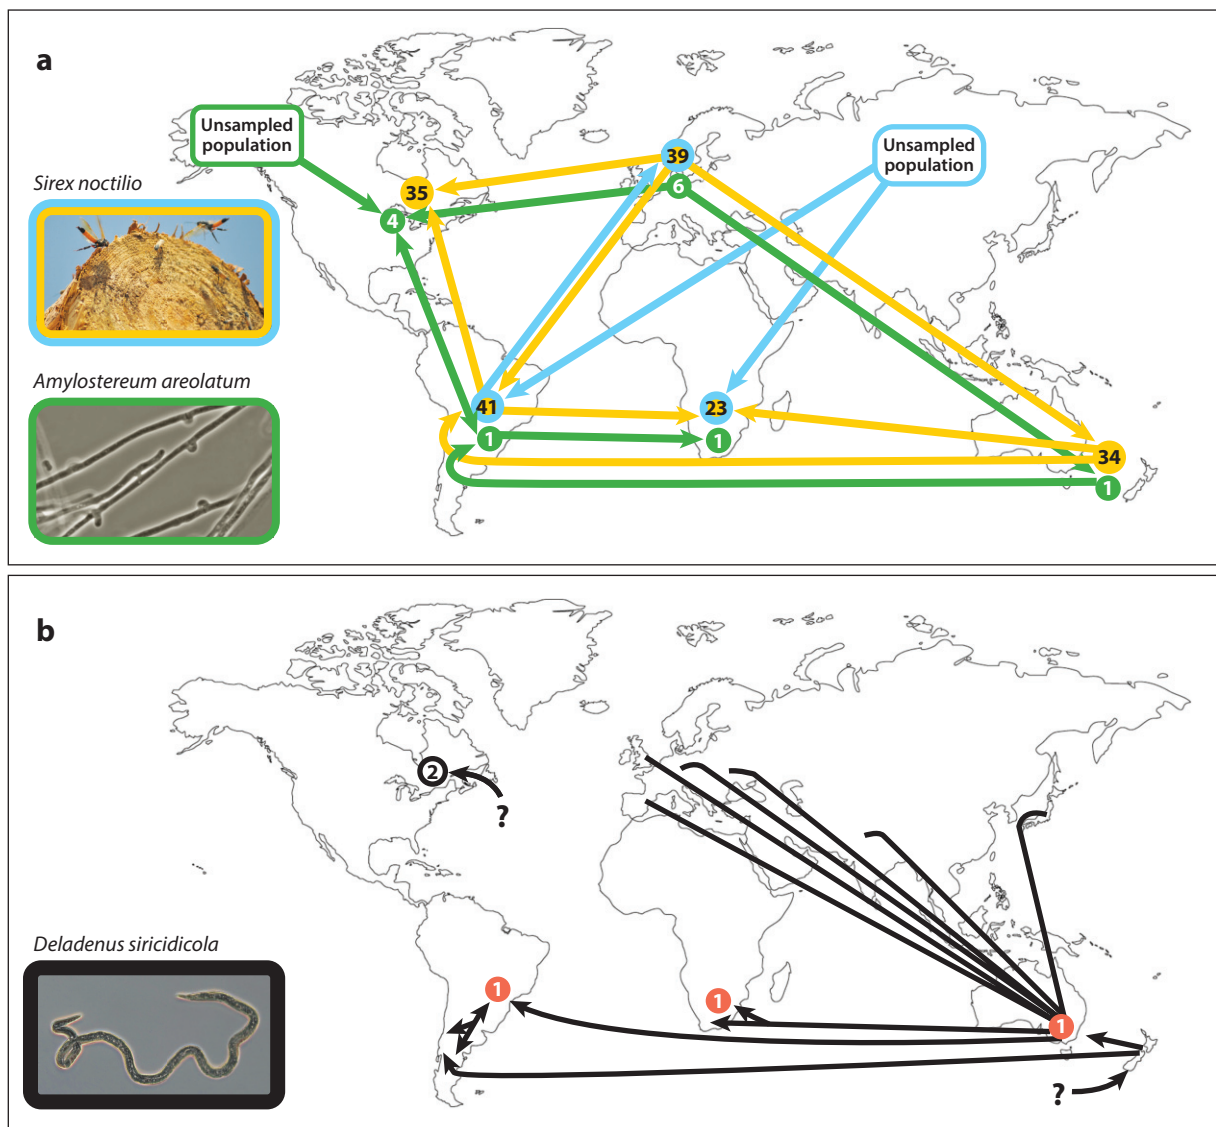 a
Unsampled
population
Unsampled
population
39
6
35
4
Sirex noctilio
Amylostereum areolatum
41
1
23
1
34
1
b
2
?
Deladenus siricidicola
1
1
1
?